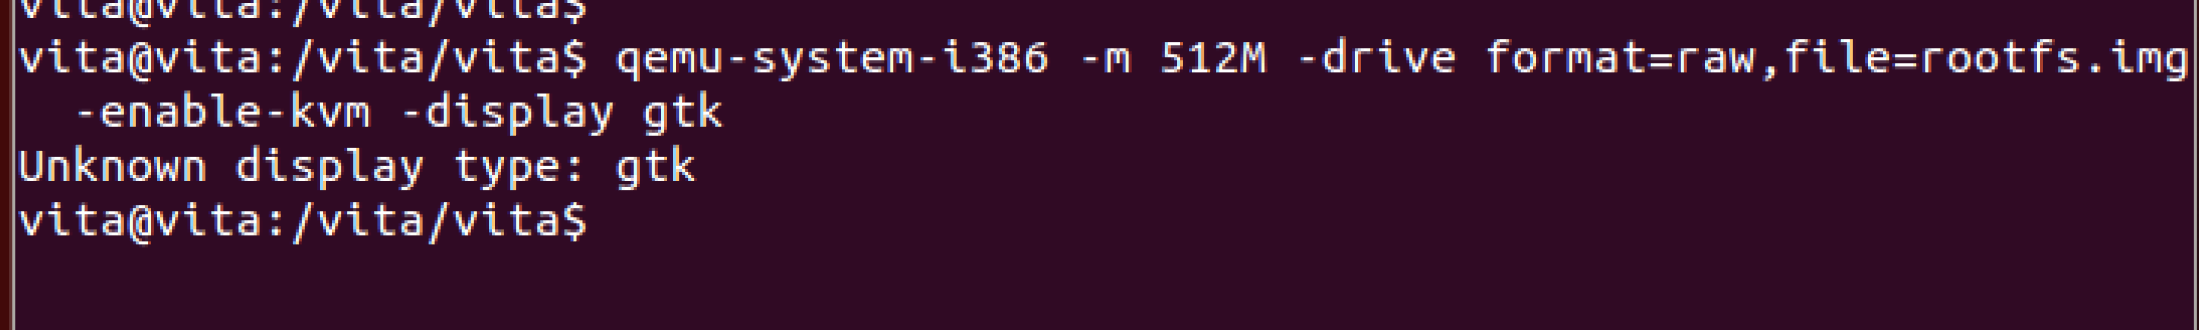 vita@vita:/vita/vita$
vita@vita:/vita/vita$ qemu-system-i386 -m 512M -drive format=raw,file=rootfs.img
-enable-kvm -display gtk
Unknown display type: gtk
vita@vita:/vita/vita$